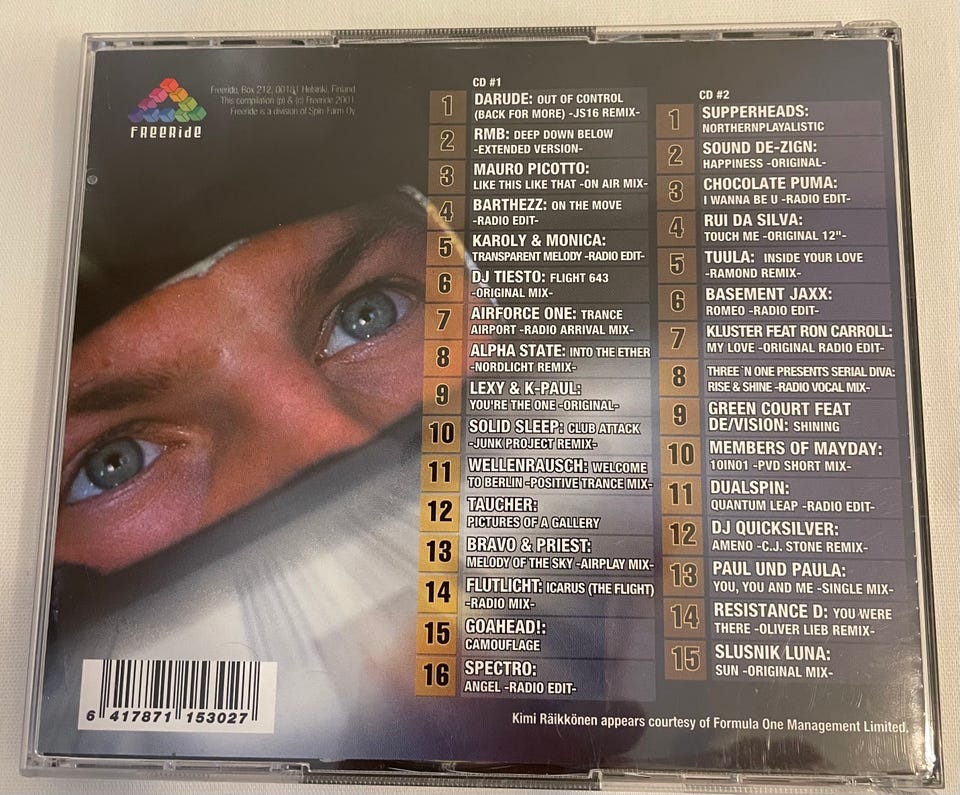 FREERIDE
Freeride, Box 212, 00181 Helsinki, Finland
This compilation (p) & (c) Freeride 2001
Freeride is a division of Spin-Farm Oy
CD #1
1 DARUDE: OUT OF CONTROL
(BACK FOR MORE) -JS16 REMIX-
2 RMB: DEEP DOWN BELOW
-EXTENDED VERSION-
3 MAURO PICOTTO:
LIKE THIS LIKE THAT -ON AIR MIX-
4 BARTHEZZ: ON THE MOVE
-RADIO EDIT-
5 KAROLY & MONICA:
TRANSPARENT MELODY -RADIO EDIT-
6 DJ TIESTO: FLIGHT 643
-ORIGINAL MIX-
7 AIRFORCE ONE: TRANCE
AIRPORT -RADIO ARRIVAL MIX-
8 ALPHA STATE: INTO THE ETHER
-NORDLICHT REMIX-
9 LEXY & K-PAUL:
YOU'RE THE ONE -ORIGINAL-
10 SOLID SLEEP: CLUB ATTACK
-JUNK PROJECT REMIX-
11 WELLENRAUSCH: WELCOME
TO BERLIN -POSITIVE TRANCE MIX-
12 TAUCHER:
PICTURES OF A GALLERY
13 BRAVO & PRIEST:
MELODY OF THE SKY -AIRPLAY MIX-
14 FLUTLICHT: ICARUS (THE FLIGHT)
-RADIO MIX-
15 GOAHEAD!:
CAMOUFLAGE
16 SPECTRO:
ANGEL -RADIO EDIT-
CD #2
1 SUPPERHEADS:
NORTHERNPLAYALISTIC
2 SOUND DE-ZIGN:
HAPPINESS -ORIGINAL-
3 CHOCOLATE PUMA:
I WANNA BE U -RADIO EDIT-
4 RUI DA SILVA:
TOUCH ME -ORIGINAL 12"-
5 TUULA: INSIDE YOUR LOVE
-RAMOND REMIX-
6 BASEMENT JAXX:
ROMEO -RADIO EDIT-
7 KLUSTER FEAT RON CARROLL:
MY LOVE -ORIGINAL RADIO EDIT-
8 THREE´N ONE PRESENTS SERIAL DIVA:
RISE & SHINE -RADIO VOCAL MIX-
9 GREEN COURT FEAT
DE/VISION: SHINING
10 MEMBERS OF MAYDAY:
10IN01 -PVD SHORT MIX-
11 DUALSPIN:
QUANTUM LEAP -RADIO EDIT-
12 DJ QUICKSILVER:
AMENO -C.J. STONE REMIX-
13 PAUL UND PAULA:
YOU, YOU AND ME -SINGLE MIX-
14 RESISTANCE D: YOU WERE
THERE -OLIVER LIEB REMIX-
15 SLUSNIK LUNA:
SUN -ORIGINAL MIX-
6 417871 153027
Kimi Räikkönen appears courtesy of Formula One Management Limited.